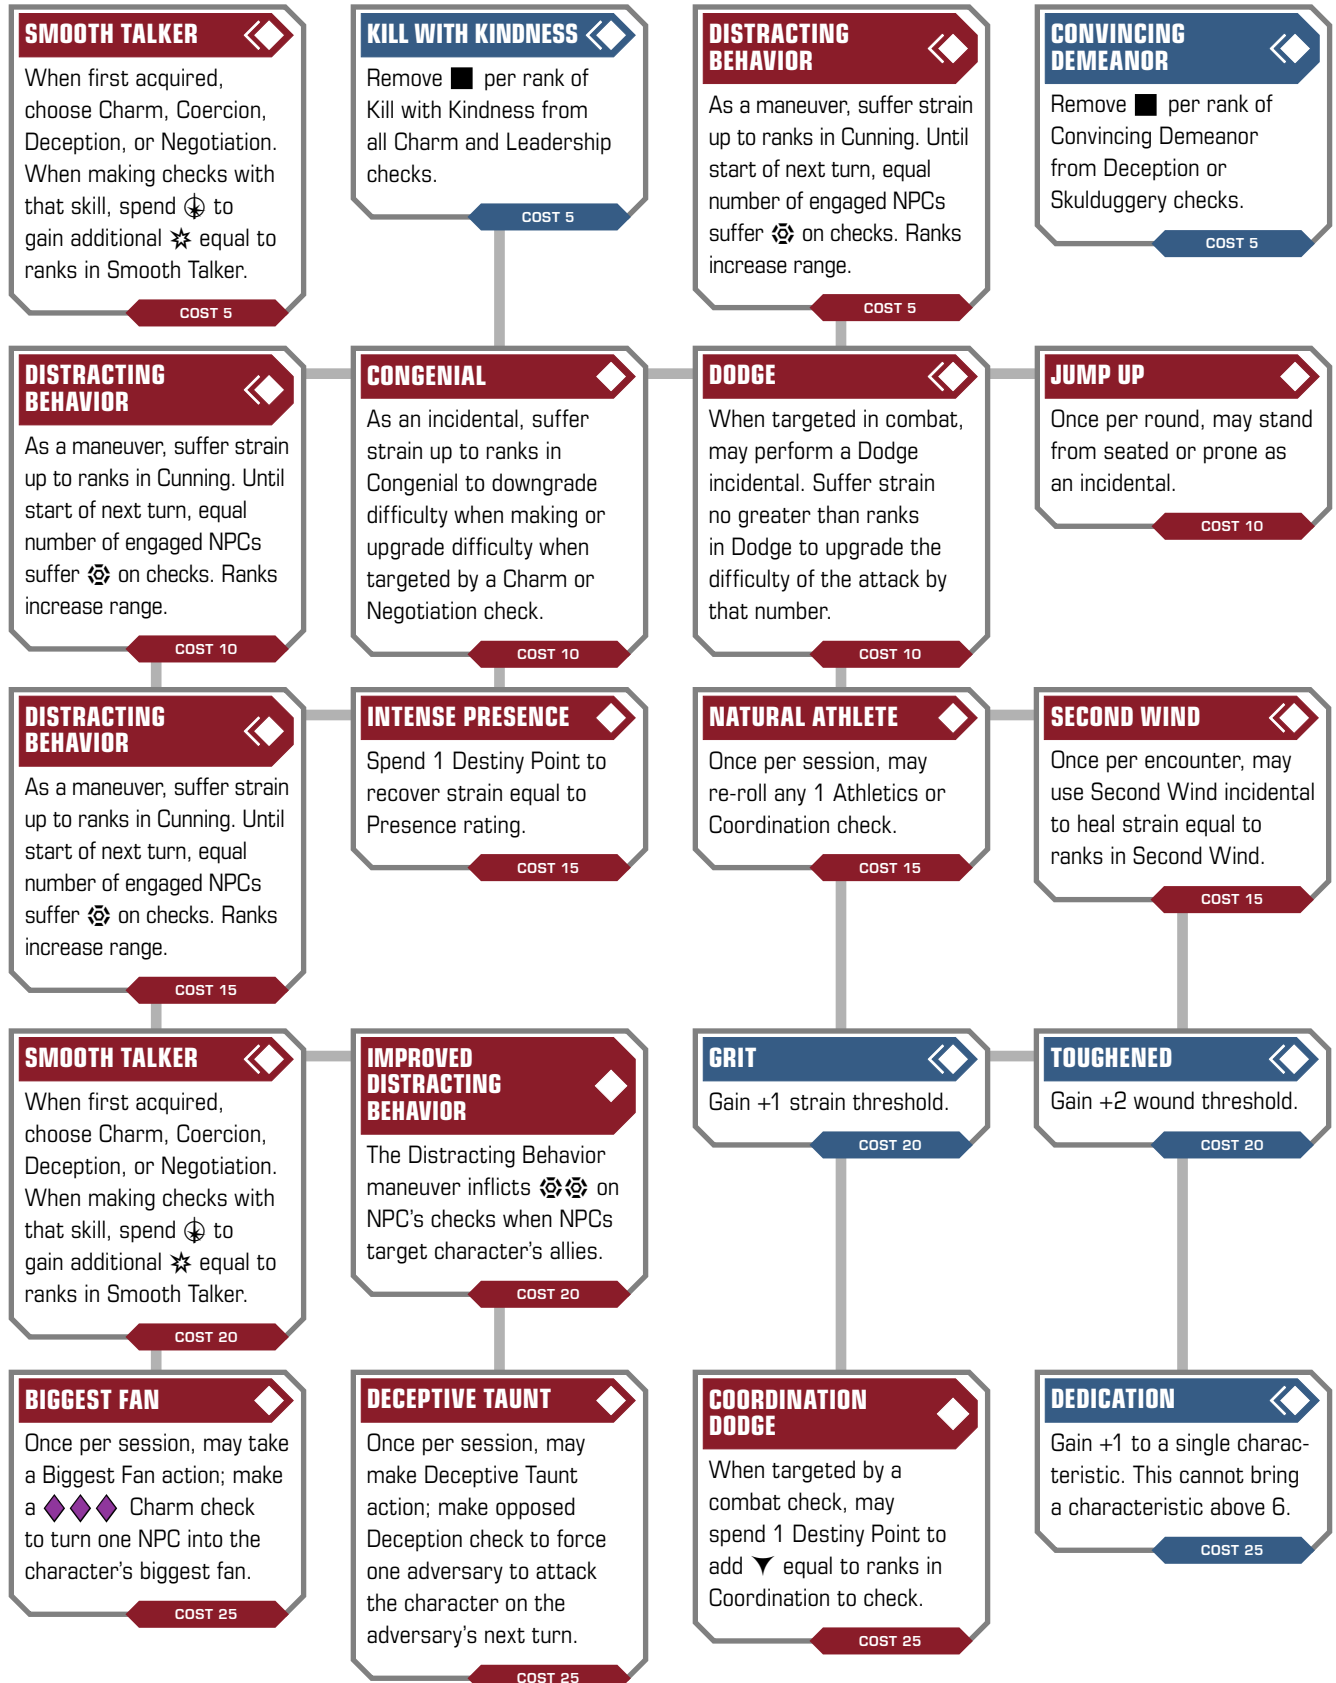 SMOOTH TALKER
When first acquired,
choose Charm, Coercion,
Deception, or Negotiation.
When making checks with
that skill, spend to
gain additional equal to
ranks in Smooth Talker.
COST 5
KILL WITH KINDNESS
Remove per rank of
Kill with Kindness from
all Charm and Leadership
checks.
COST 5
DISTRACTING
BEHAVIOR
As a maneuver, suffer strain
up to ranks in Cunning. Until
start of next turn, equal
number of engaged NPCs
suffer on checks. Ranks
increase range.
COST 5
CONVINCING
DEMEANOR
Remove per rank of
Convincing Demeanor
from Deception or
Skulduggery checks.
COST 5
DISTRACTING
BEHAVIOR
As a maneuver, suffer strain
up to ranks in Cunning. Until
start of next turn, equal
number of engaged NPCs
suffer on checks. Ranks
increase range.
COST 10
CONGENIAL
As an incidental, suffer
strain up to ranks in
Congenial to downgrade
difficulty when making or
upgrade difficulty when
targeted by a Charm or
Negotiation check.
COST 10
DODGE
When targeted in combat,
may perform a Dodge
incidental. Suffer strain
no greater than ranks
in Dodge to upgrade the
difficulty of the attack by
that number.
COST 10
JUMP UP
Once per round, may stand
from seated or prone as
an incidental.
COST 10
DISTRACTING
BEHAVIOR
As a maneuver, suffer strain
up to ranks in Cunning. Until
start of next turn, equal
number of engaged NPCs
suffer on checks. Ranks
increase range.
COST 15
INTENSE PRESENCE
Spend 1 Destiny Point to
recover strain equal to
Presence rating.
COST 15
NATURAL ATHLETE
Once per session, may
re-roll any 1 Athletics or
Coordination check.
COST 15
SECOND WIND
Once per encounter, may
use Second Wind incidental
to heal strain equal to
ranks in Second Wind.
COST 15
SMOOTH TALKER
When first acquired,
choose Charm, Coercion,
Deception, or Negotiation.
When making checks with
that skill, spend to
gain additional equal to
ranks in Smooth Talker.
COST 20
IMPROVED
DISTRACTING
BEHAVIOR
The Distracting Behavior
maneuver inflicts on
NPC's checks when NPCs
target character's allies.
COST 20
GRIT
Gain +1 strain threshold.
COST 20
TOUGHENED
Gain +2 wound threshold.
COST 20
BIGGEST FAN
Once per session, may take
a Biggest Fan action; make
a Charm check
to turn one NPC into the
character's biggest fan.
COST 25
DECEPTIVE TAUNT
Once per session, may
make Deceptive Taunt
action; make opposed
Deception check to force
one adversary to attack
the character on the
adversary's next turn.
COST 25
COORDINATION
DODGE
When targeted by a
combat check, may
spend 1 Destiny Point to
add equal to ranks in
Coordination to check.
COST 25
DEDICATION
Gain +1 to a single charac-
teristic. This cannot bring
a characteristic above 6.
COST 25